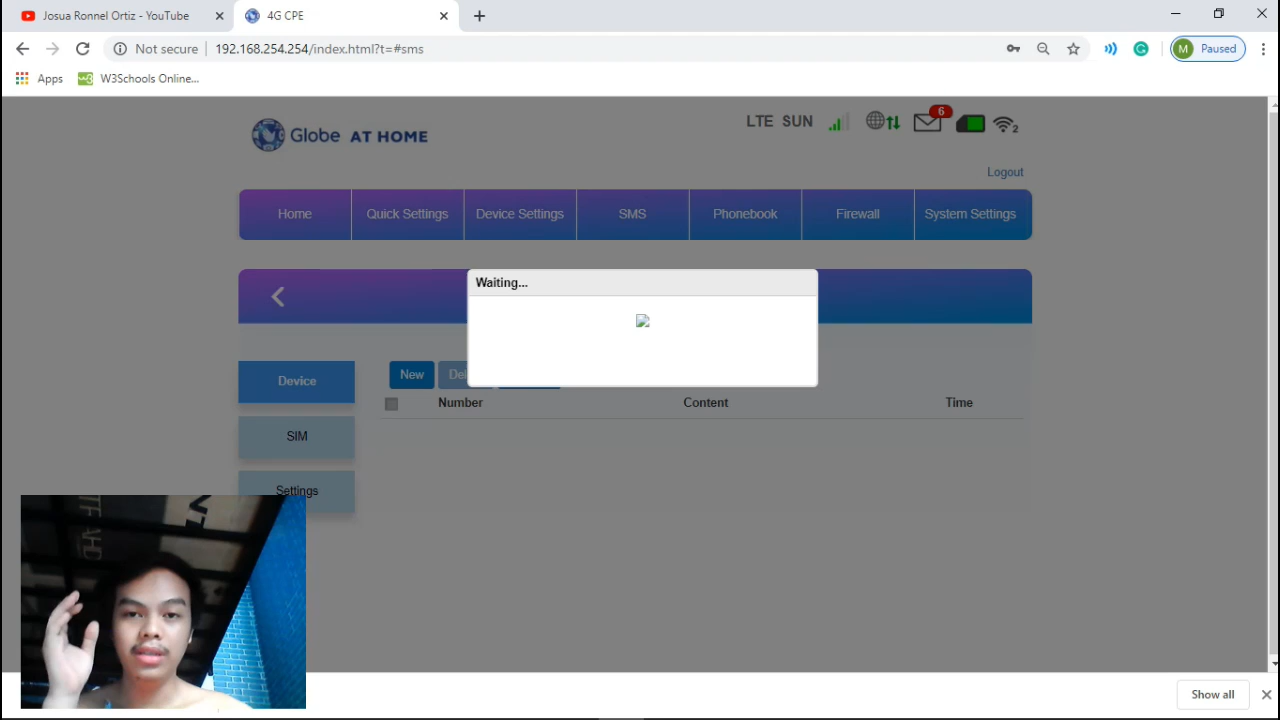 Josua Ronnel Ortiz - YouTube
4G CPE
Not secure
192.168.254.254/index.html?t=#sms
M
Paused
Apps
W3Schools Online...
Globe AT HOME
LTE SUN
6
2
Logout
Home
Quick Settings
Device Settings
SMS
Phonebook
Firewall
System Settings
Waiting...
Device
New
Number
Content
Time
SIM
Settings
Show all